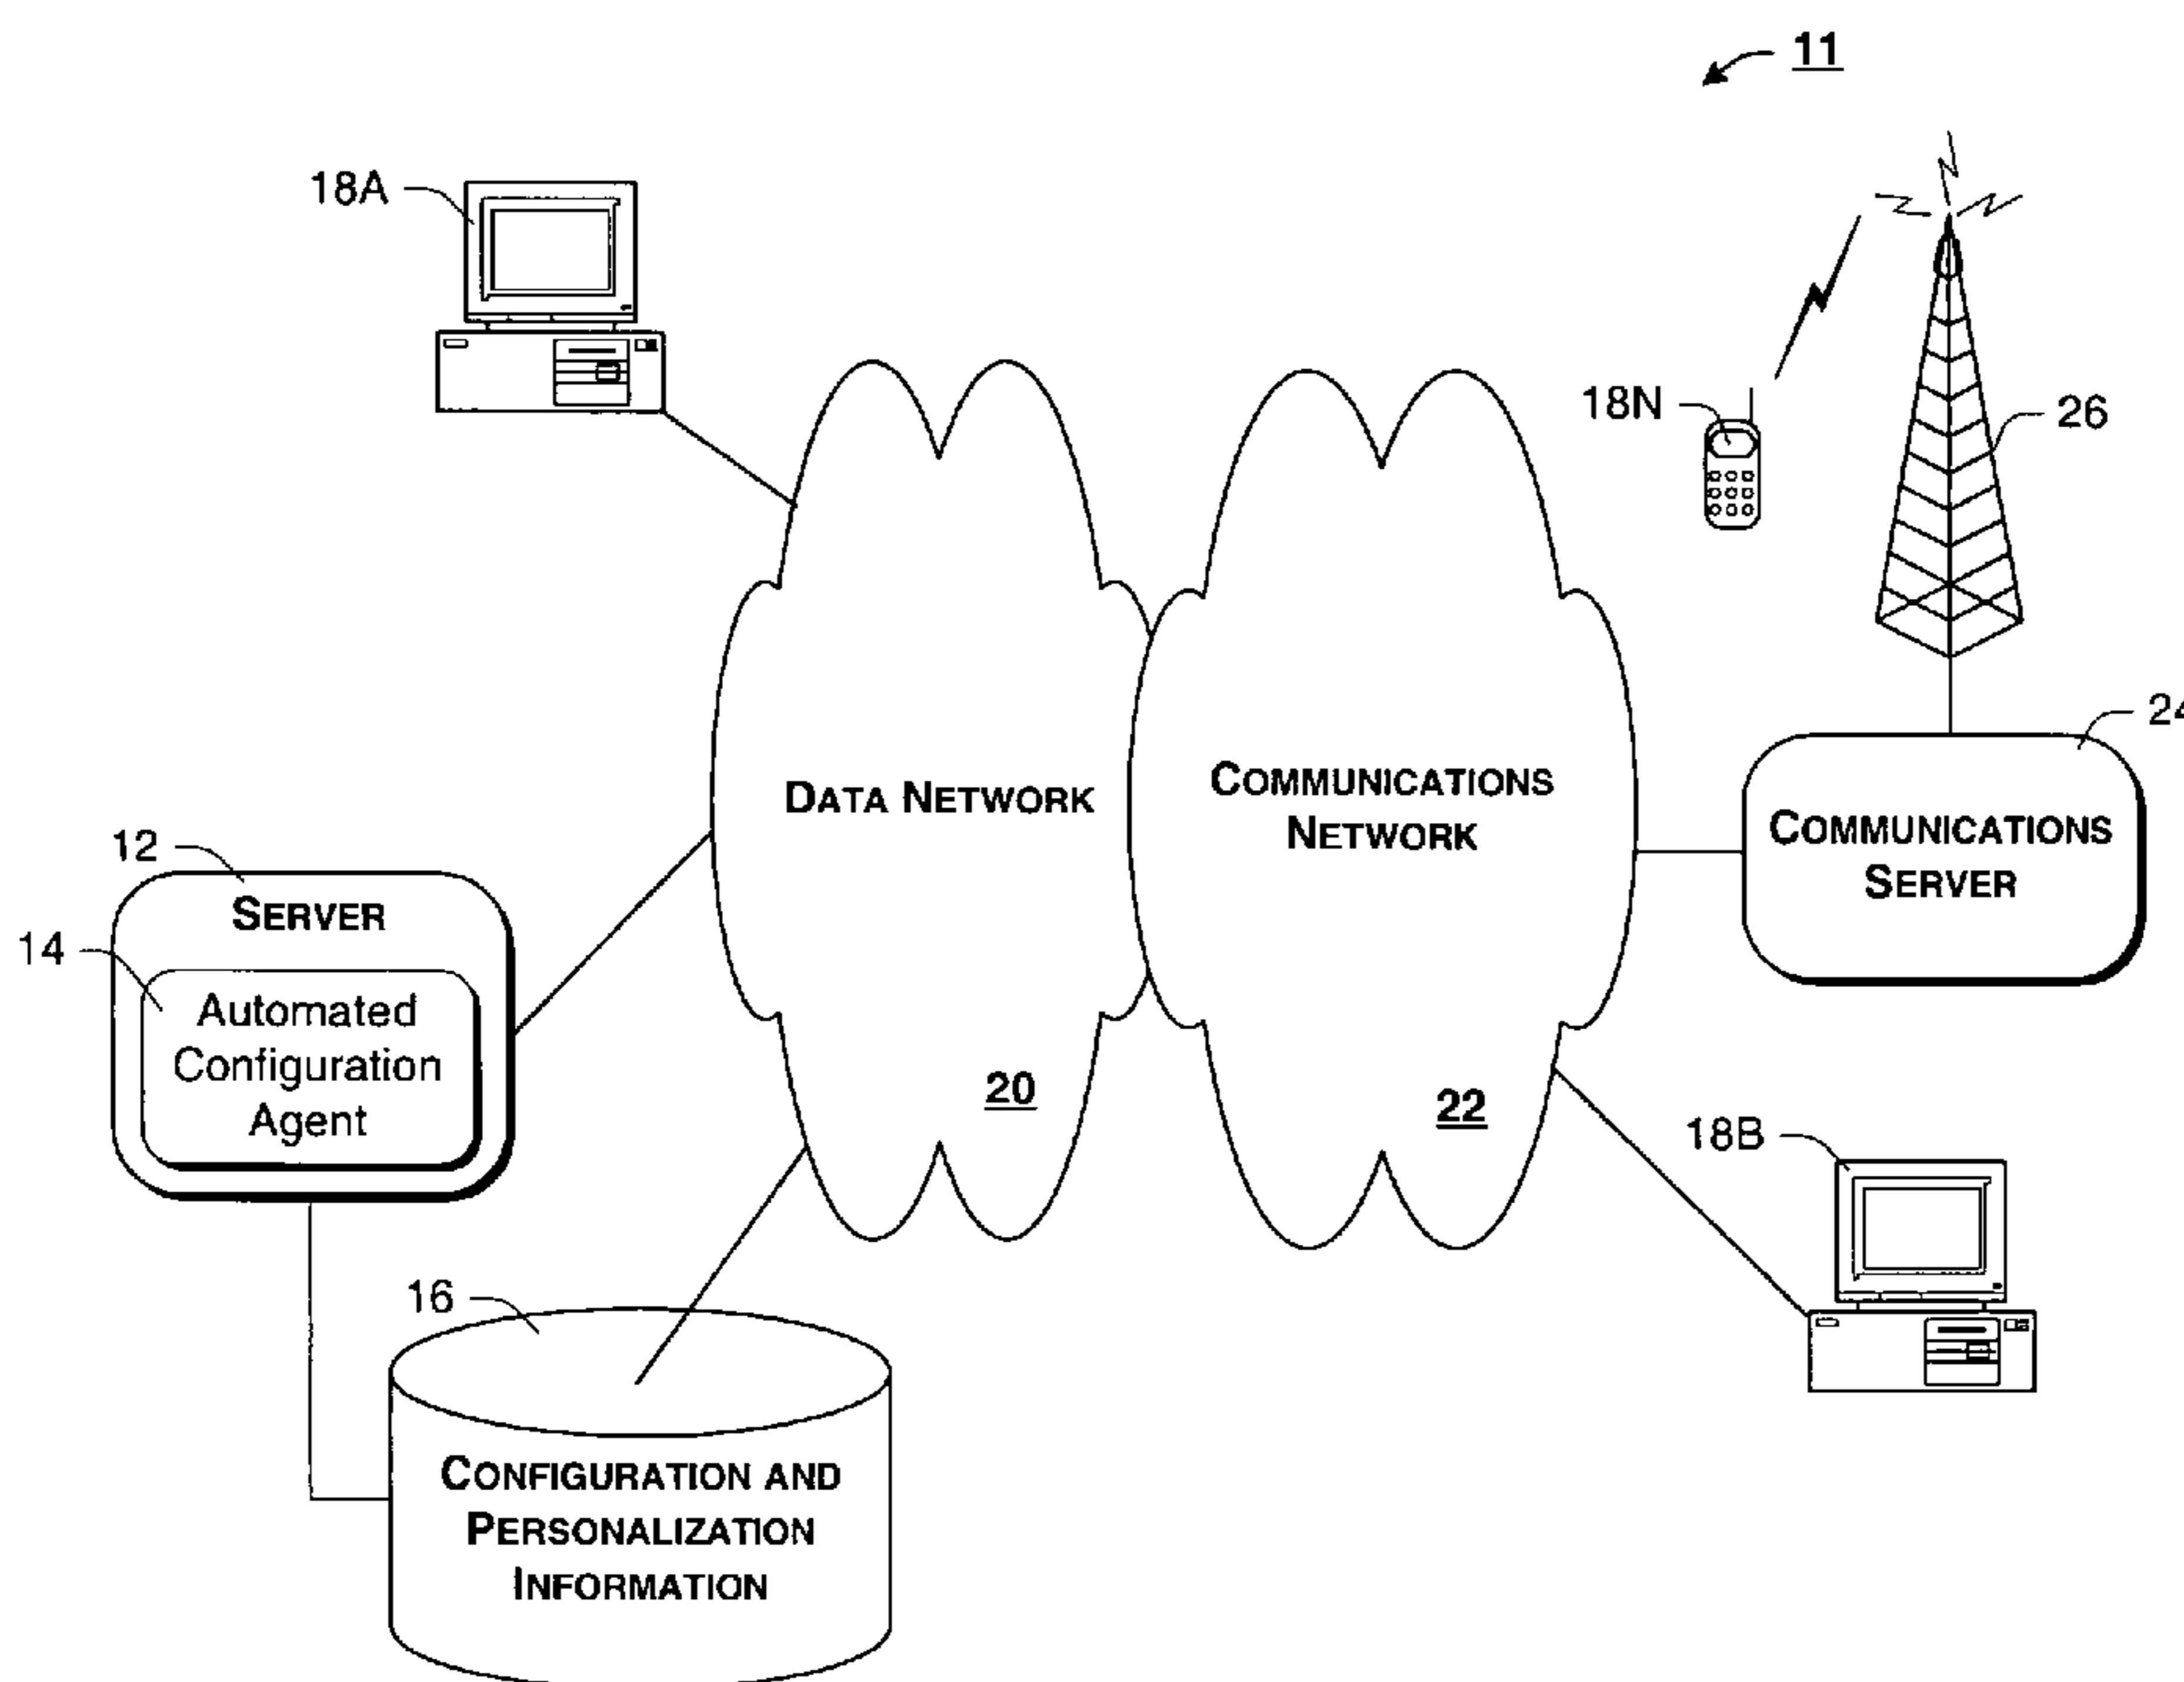 11
18A
18N
26
24
DATA NETWORK
COMMUNICATIONS
NETWORK
COMMUNICATIONS
SERVER
12
SERVER
14
Automated
Configuration
Agent
20
22
18B
16
CONFIGURATION AND
PERSONALIZATION
INFORMATION